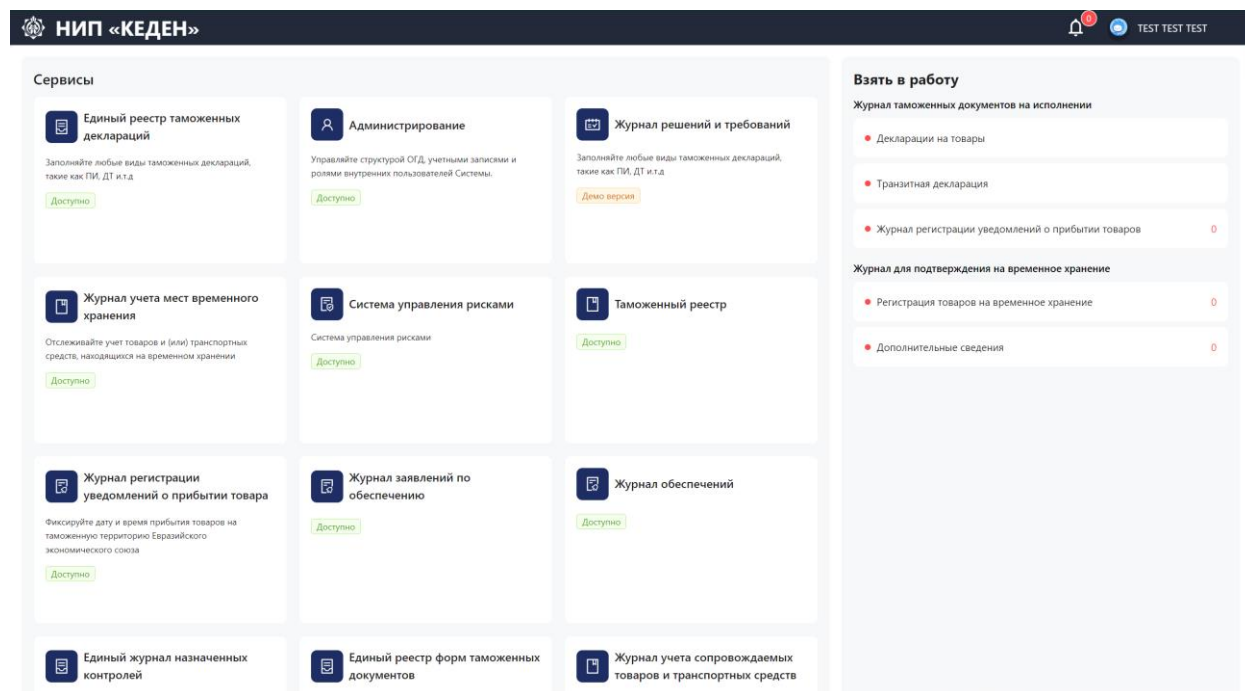 НИП «КЕДЕН»
0
TEST TEST TEST
Сервисы
Единый реестр таможенных
деклараций
Заполняйте любые виды таможенных деклараций,
такие как ПИ, ДТ и.т.д
Доступно
Администрирование
Управляйте структурой ОГД, учетными записями и
ролями внутренних пользователей Системы.
Доступно
Журнал решений и требований
Заполняйте любые виды таможенных деклараций,
такие как ПИ, ДТ и.т.д
Демо версия
Журнал учета мест временного
хранения
Отслеживайте учет товаров и (или) транспортных
средств, находящихся на временном хранении
Доступно
Система управления рисками
Система управления рисками
Доступно
Таможенный реестр
Доступно
Журнал регистрации
уведомлений о прибытии товара
Фиксируйте дату и время прибытия товаров на
таможенную территорию Евразийского
экономического союза
Доступно
Журнал заявлений по
обеспечению
Доступно
Журнал обеспечений
Доступно
Единый журнал назначенных
контролей
Единый реестр форм таможенных
документов
Журнал учета сопровождаемых
товаров и транспортных средств
Взять в работу
Журнал таможенных документов на исполнении
Декларации на товары
Транзитная декларация
Журнал регистрации уведомлений о прибытии товаров 0
Журнал для подтверждения на временное хранение
Регистрация товаров на временное хранение 0
Дополнительные сведения 0